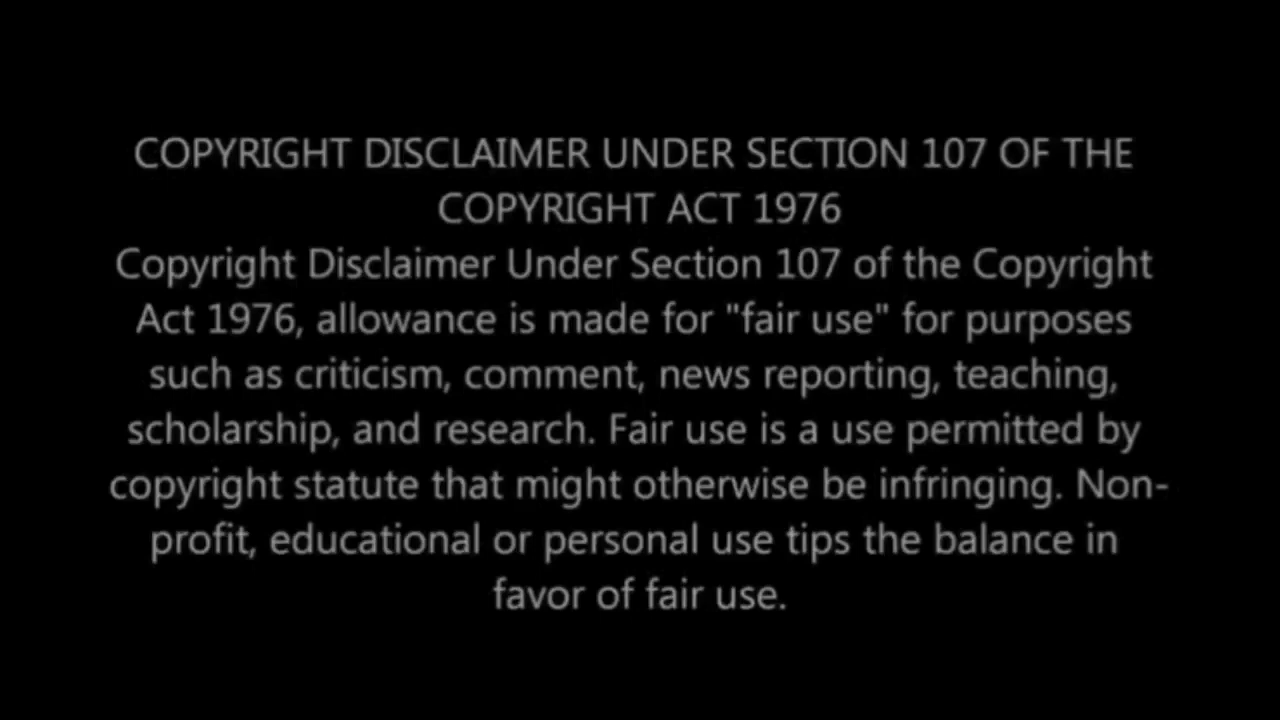 COPYRIGHT DISCLAIMER UNDER SECTION 107 OF THE
COPYRIGHT ACT 1976
Copyright Disclaimer Under Section 107 of the Copyright
Act 1976, allowance is made for "fair use" for purposes
such as criticism, comment, news reporting, teaching,
scholarship, and research. Fair use is a use permitted by
copyright statute that might otherwise be infringing. Non-
profit, educational or personal use tips the balance in
favor of fair use.